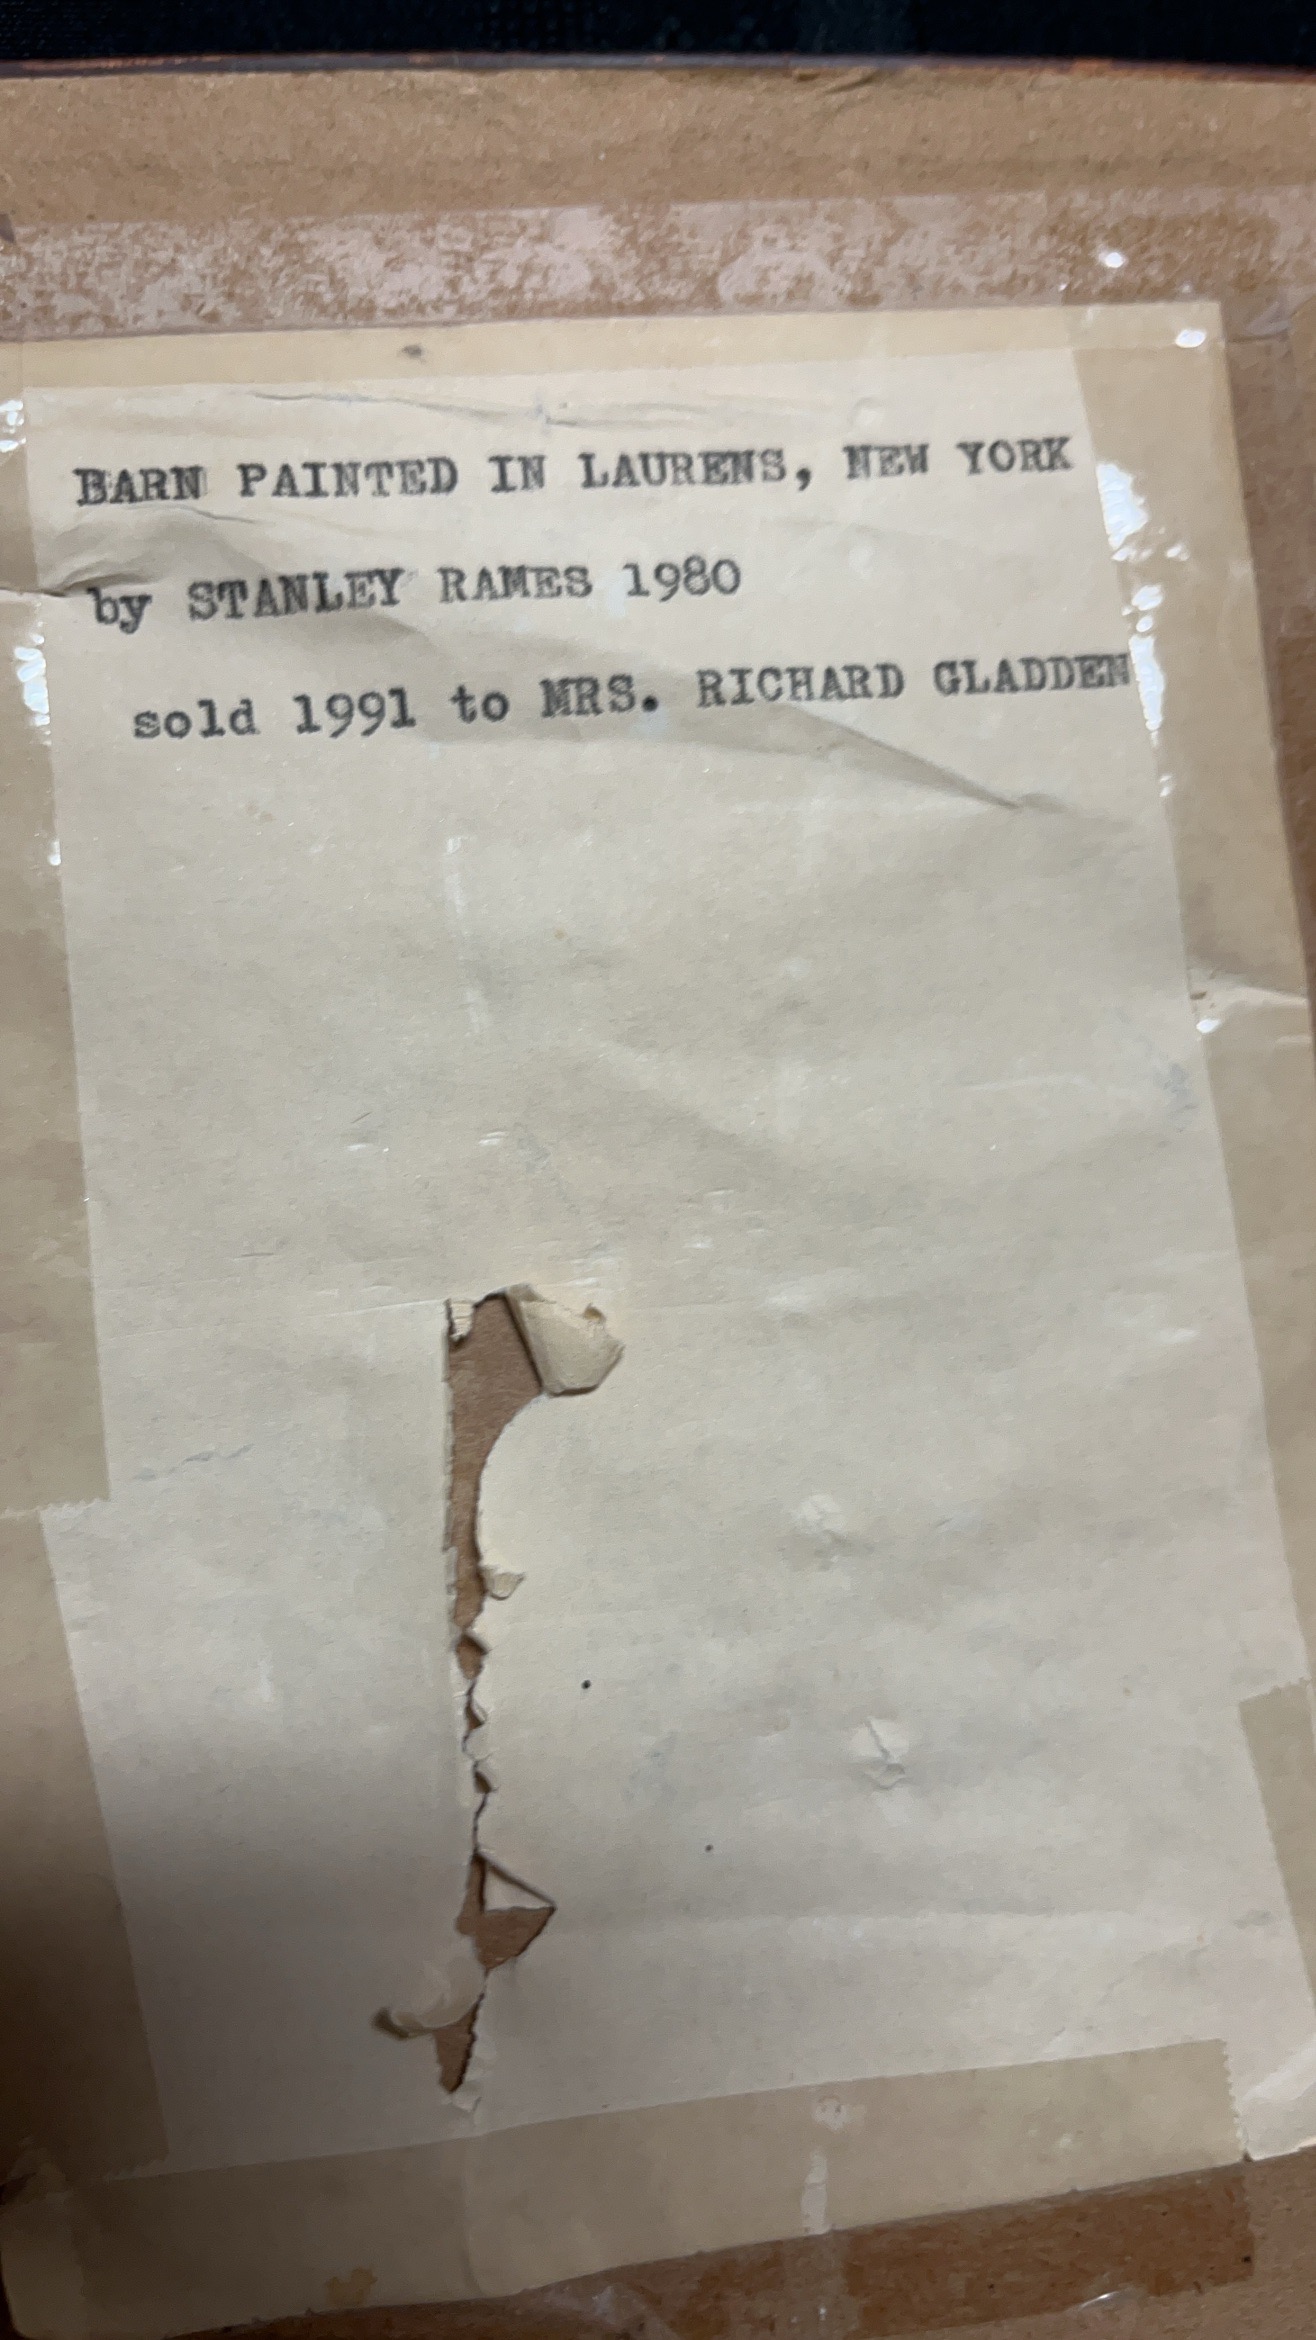 BARN PAINTED IN LAURENS, NEW YORK
by STANLEY RAMES 1980
sold 1991 to MRS. RICHARD GLADDEN